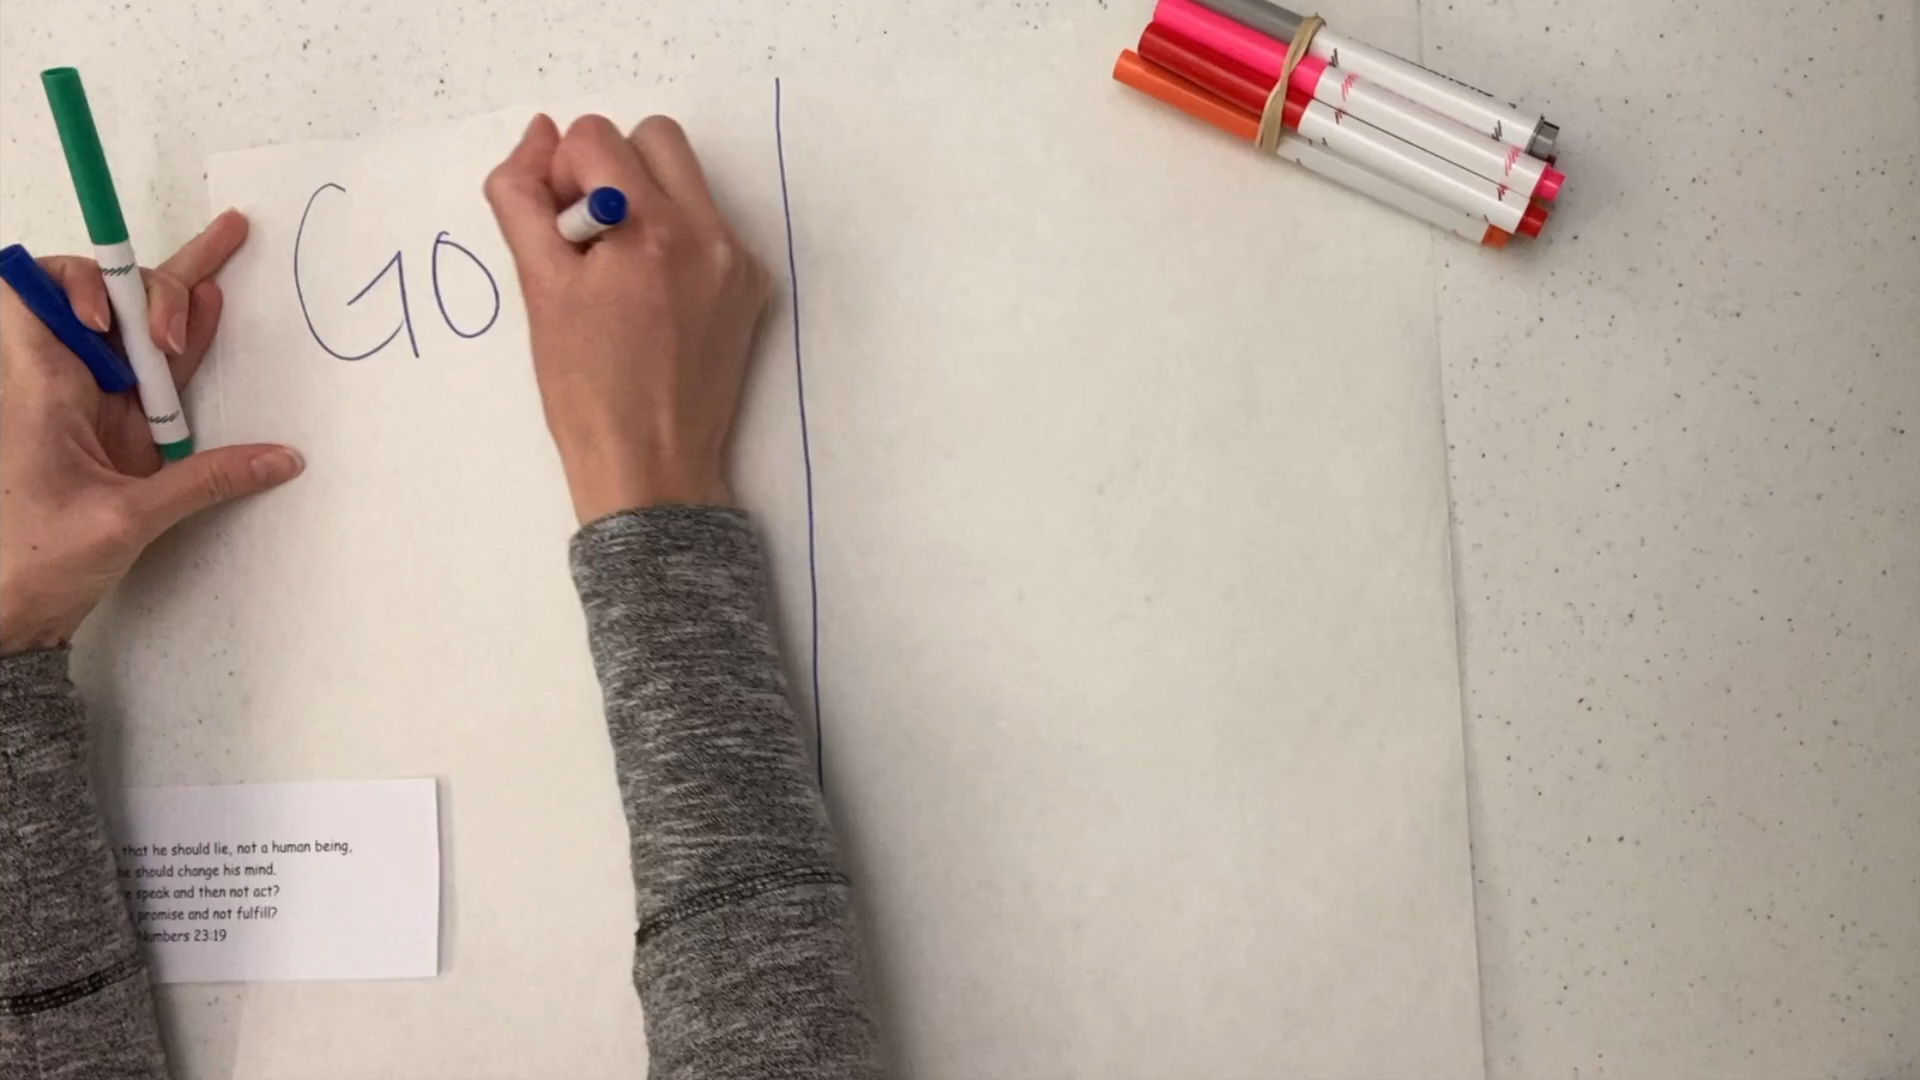 Go
that he should lie, not a human being,
he should change his mind.
speak and then not act?
promise and not fulfill?
Numbers 23:19